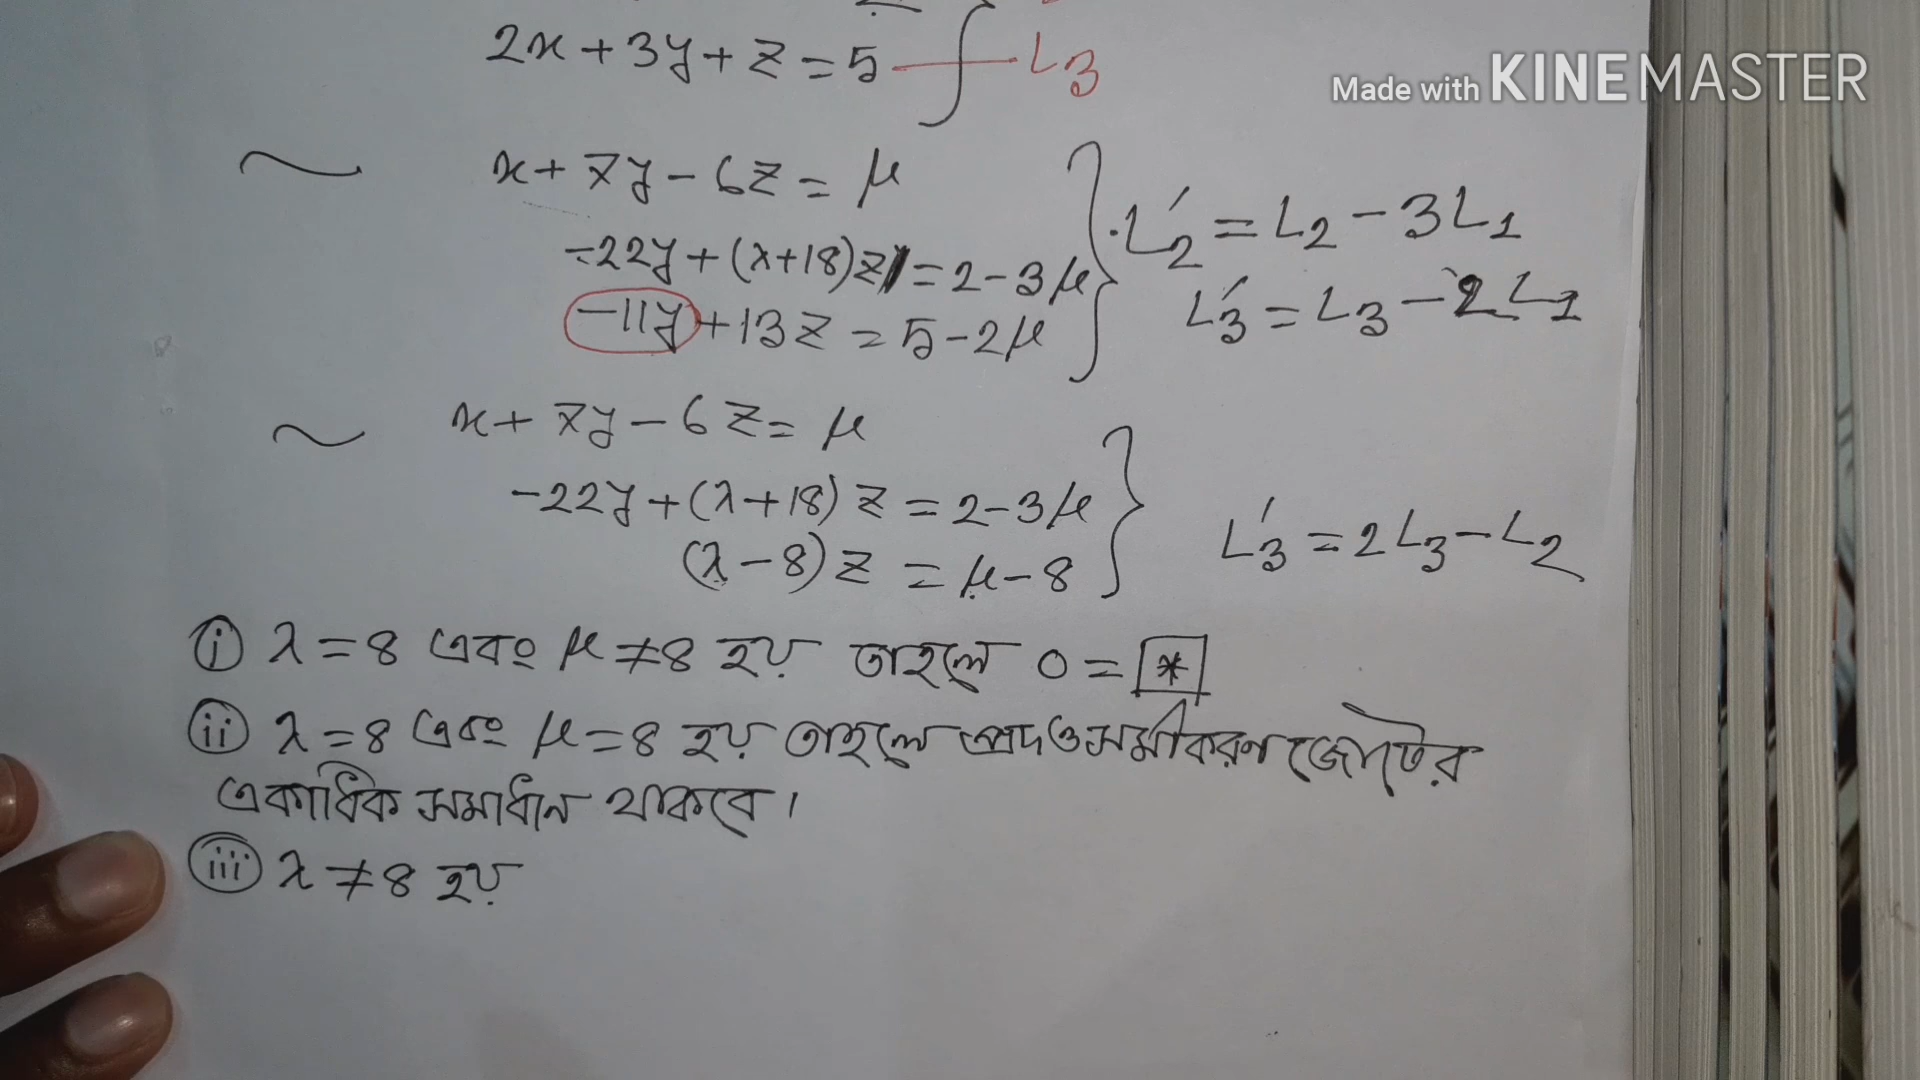 2x + 3y + z = 5 L3
Made with KINEMASTER
~ x + 7y - 6z = μ
-22y + (λ+18)z = 2-3μ L2' = L2 - 3L1
-11y + 13z = 5-2μ L3' = L3 - 2L1
~ x + 7y - 6z = μ
-22y + (λ+18) z = 2-3μ
(λ-8) z = μ-8 L3' = 2L3 - L2
(i) λ = 8 এবং μ ≠ 8 হয় তাহলে 0 = *
(ii) λ = 8 এবং μ = 8 হয় তাহলে প্রদত্ত সমীকরণ জোটের
একাধিক সমাধান থাকবে।
(iii) λ ≠ 8 হয়